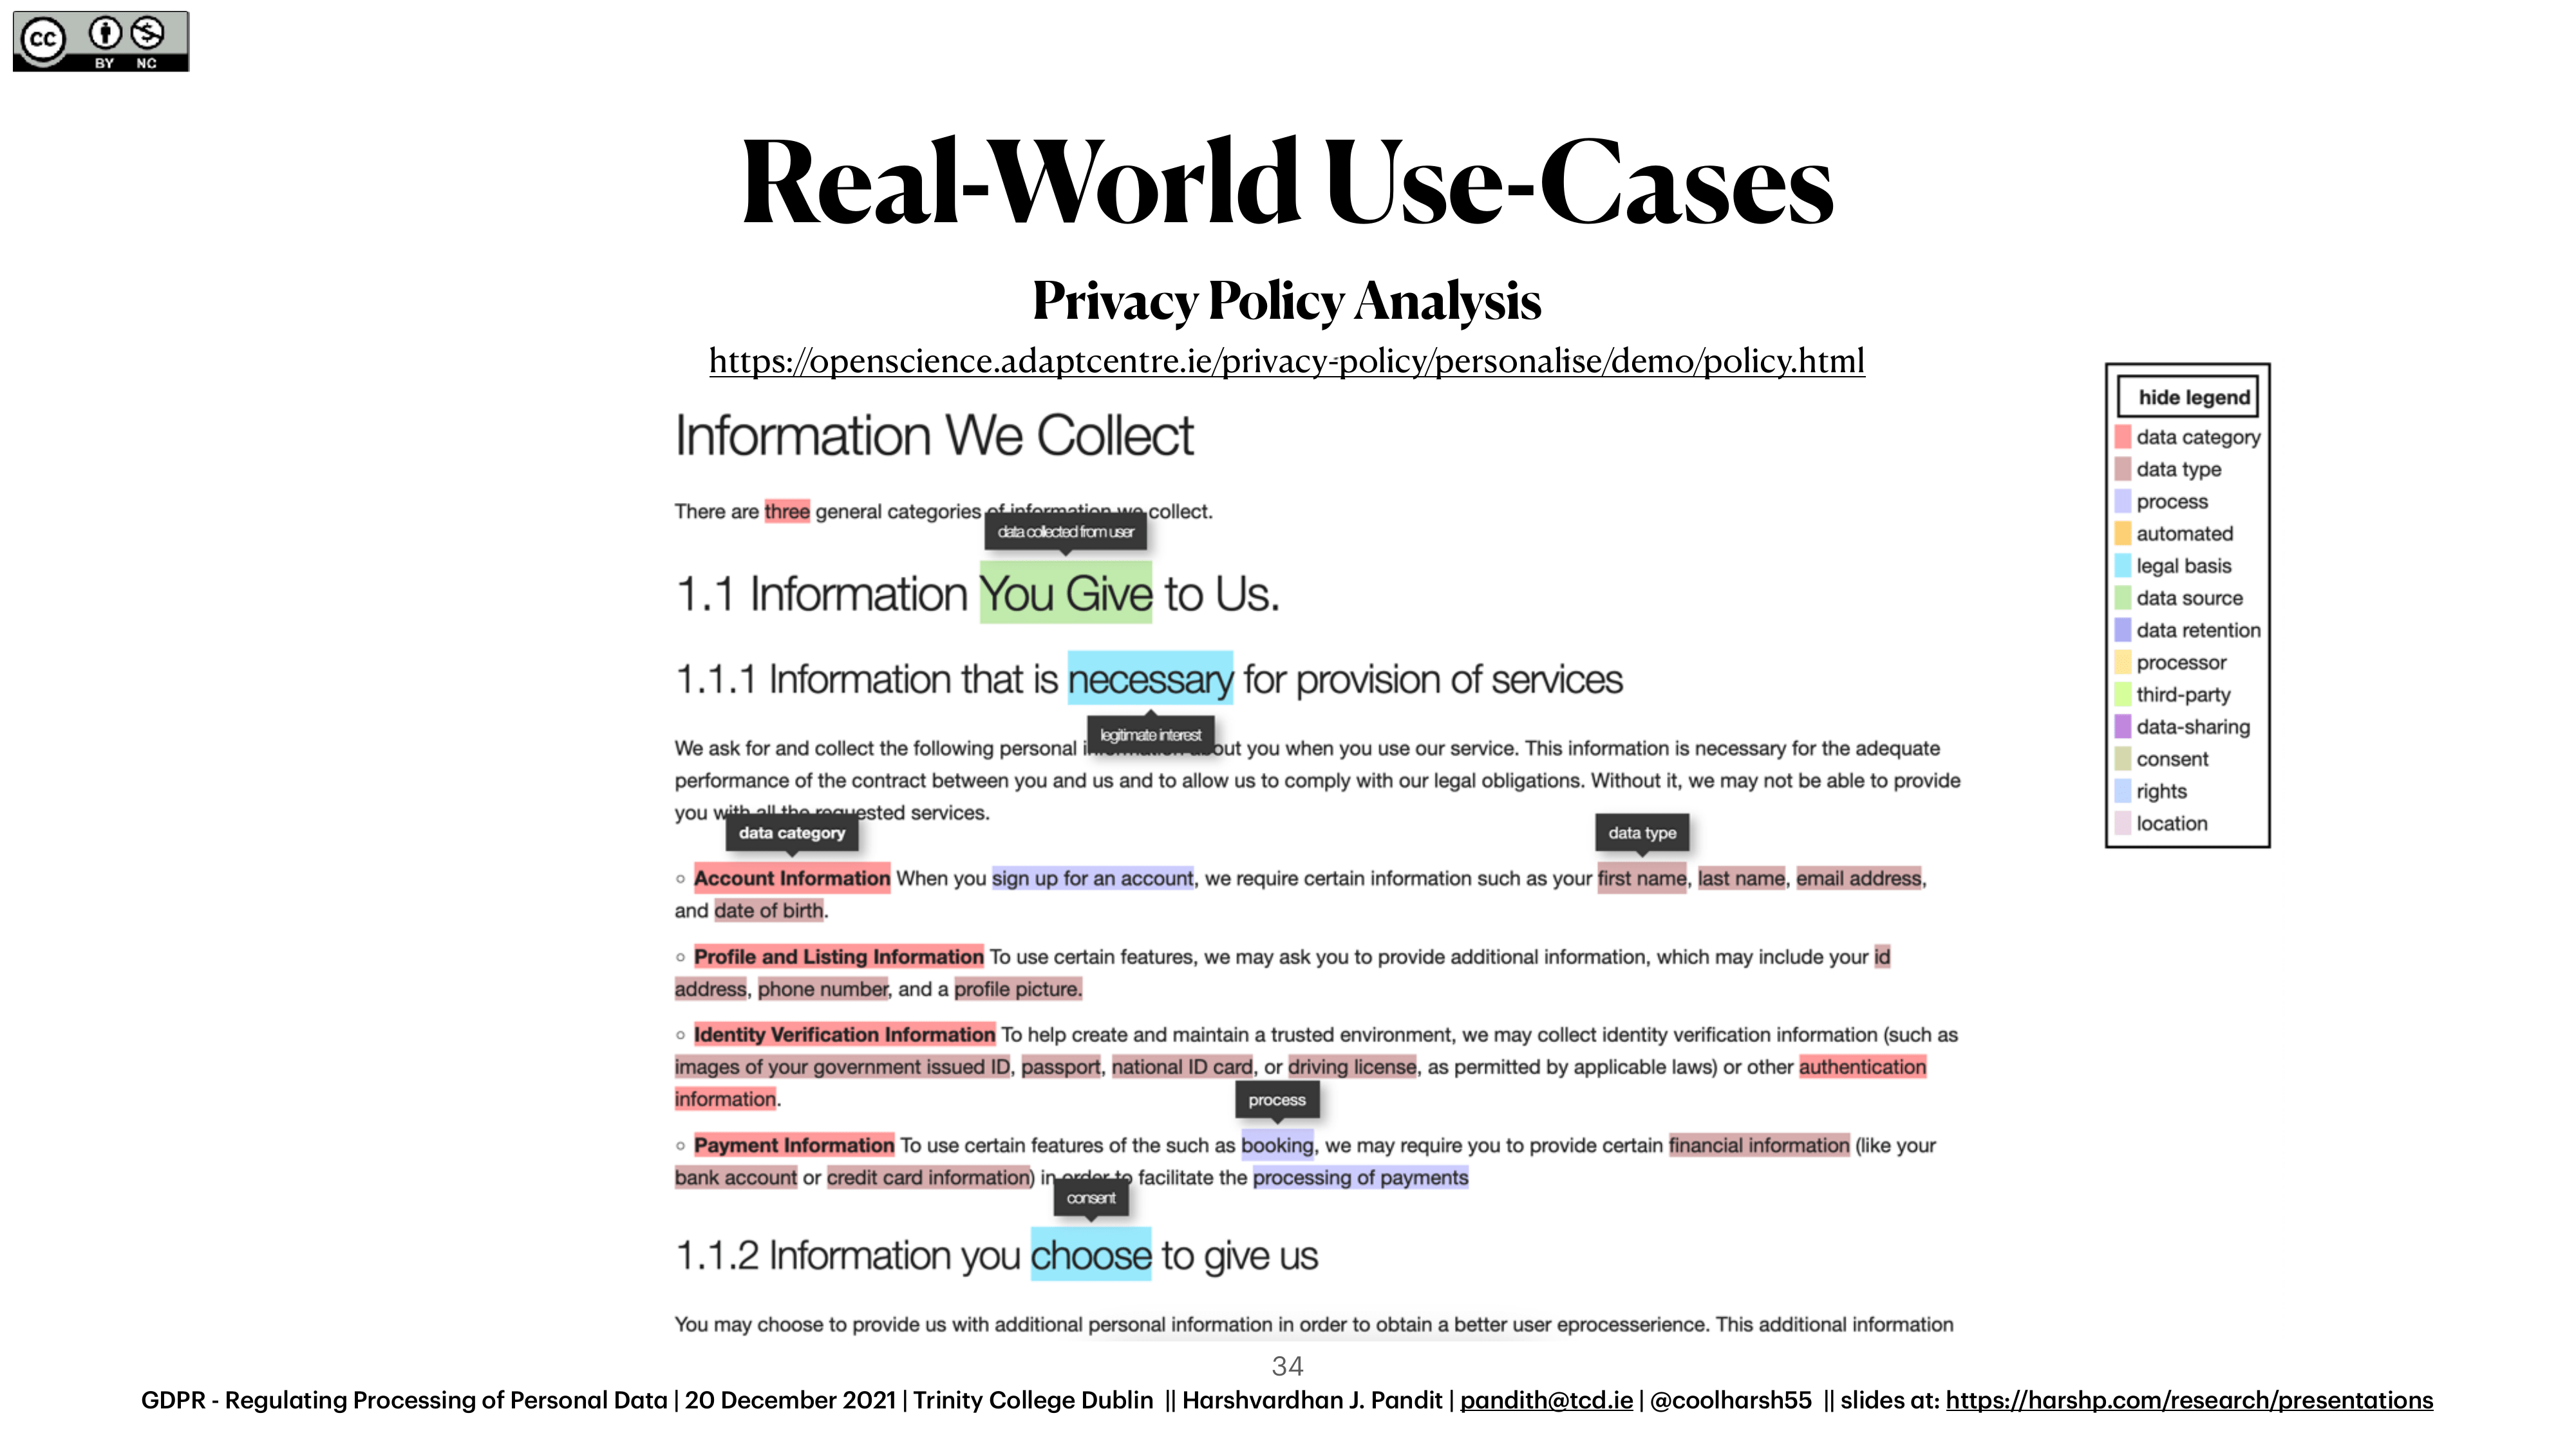 cc BY NC
Real-World Use-Cases
Privacy Policy Analysis
https://openscience.adaptcentre.ie/privacy-policy/personalise/demo/policy.html
Information We Collect
There are three general categories of information we collect.
data collected from user
1.1 Information You Give to Us.
1.1.1 Information that is necessary for provision of services
legitimate interest
We ask for and collect the following personal information about you when you use our service. This information is necessary for the adequate
performance of the contract between you and us and to allow us to comply with our legal obligations. Without it, we may not be able to provide
you with all the requested services.
data category
data type
○ Account Information When you sign up for an account, we require certain information such as your first name, last name, email address,
and date of birth.
○ Profile and Listing Information To use certain features, we may ask you to provide additional information, which may include your id
address, phone number, and a profile picture.
○ Identity Verification Information To help create and maintain a trusted environment, we may collect identity verification information (such as
images of your government issued ID, passport, national ID card, or driving license, as permitted by applicable laws) or other authentication
information.
process
○ Payment Information To use certain features of the such as booking, we may require you to provide certain financial information (like your
bank account or credit card information) in order to facilitate the processing of payments
consent
1.1.2 Information you choose to give us
You may choose to provide us with additional personal information in order to obtain a better user eprocesserience. This additional information
hide legend
data category
data type
process
automated
legal basis
data source
data retention
processor
third-party
data-sharing
consent
rights
location
34
GDPR - Regulating Processing of Personal Data | 20 December 2021 | Trinity College Dublin || Harshvardhan J. Pandit | pandith@tcd.ie | @coolharsh55 || slides at: https://harshp.com/research/presentations